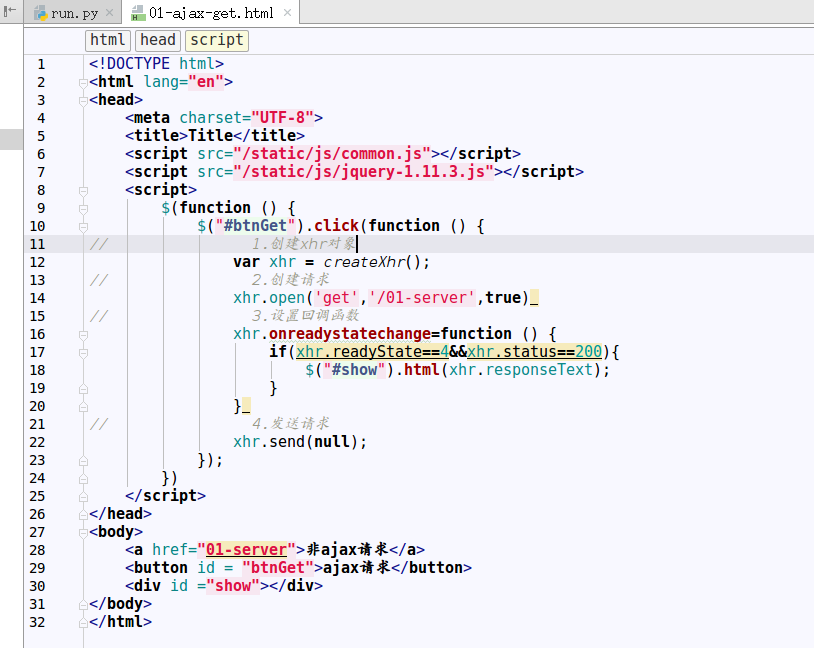 run.py 01-ajax-get.html
html head script
1 <!DOCTYPE html>
2 <html lang="en">
3 <head>
4 <meta charset="UTF-8">
5 <title>Title</title>
6 <script src="/static/js/common.js"></script>
7 <script src="/static/js/jquery-1.11.3.js"></script>
8 <script>
9 $(function () {
10 $("#btnGet").click(function () {
11 // 1.创建xhr对象
12 var xhr = createXhr();
13 // 2.创建请求
14 xhr.open('get','/01-server',true)
15 // 3.设置回调函数
16 xhr.onreadystatechange=function () {
17 if(xhr.readyState==4&&xhr.status==200){
18 $("#show").html(xhr.responseText);
19 }
20 }
21 // 4.发送请求
22 xhr.send(null);
23 });
24 })
25 </script>
26 </head>
27 <body>
28 <a href="01-server">非ajax请求</a>
29 <button id = "btnGet">ajax请求</button>
30 <div id ="show"></div>
31 </body>
32 </html>